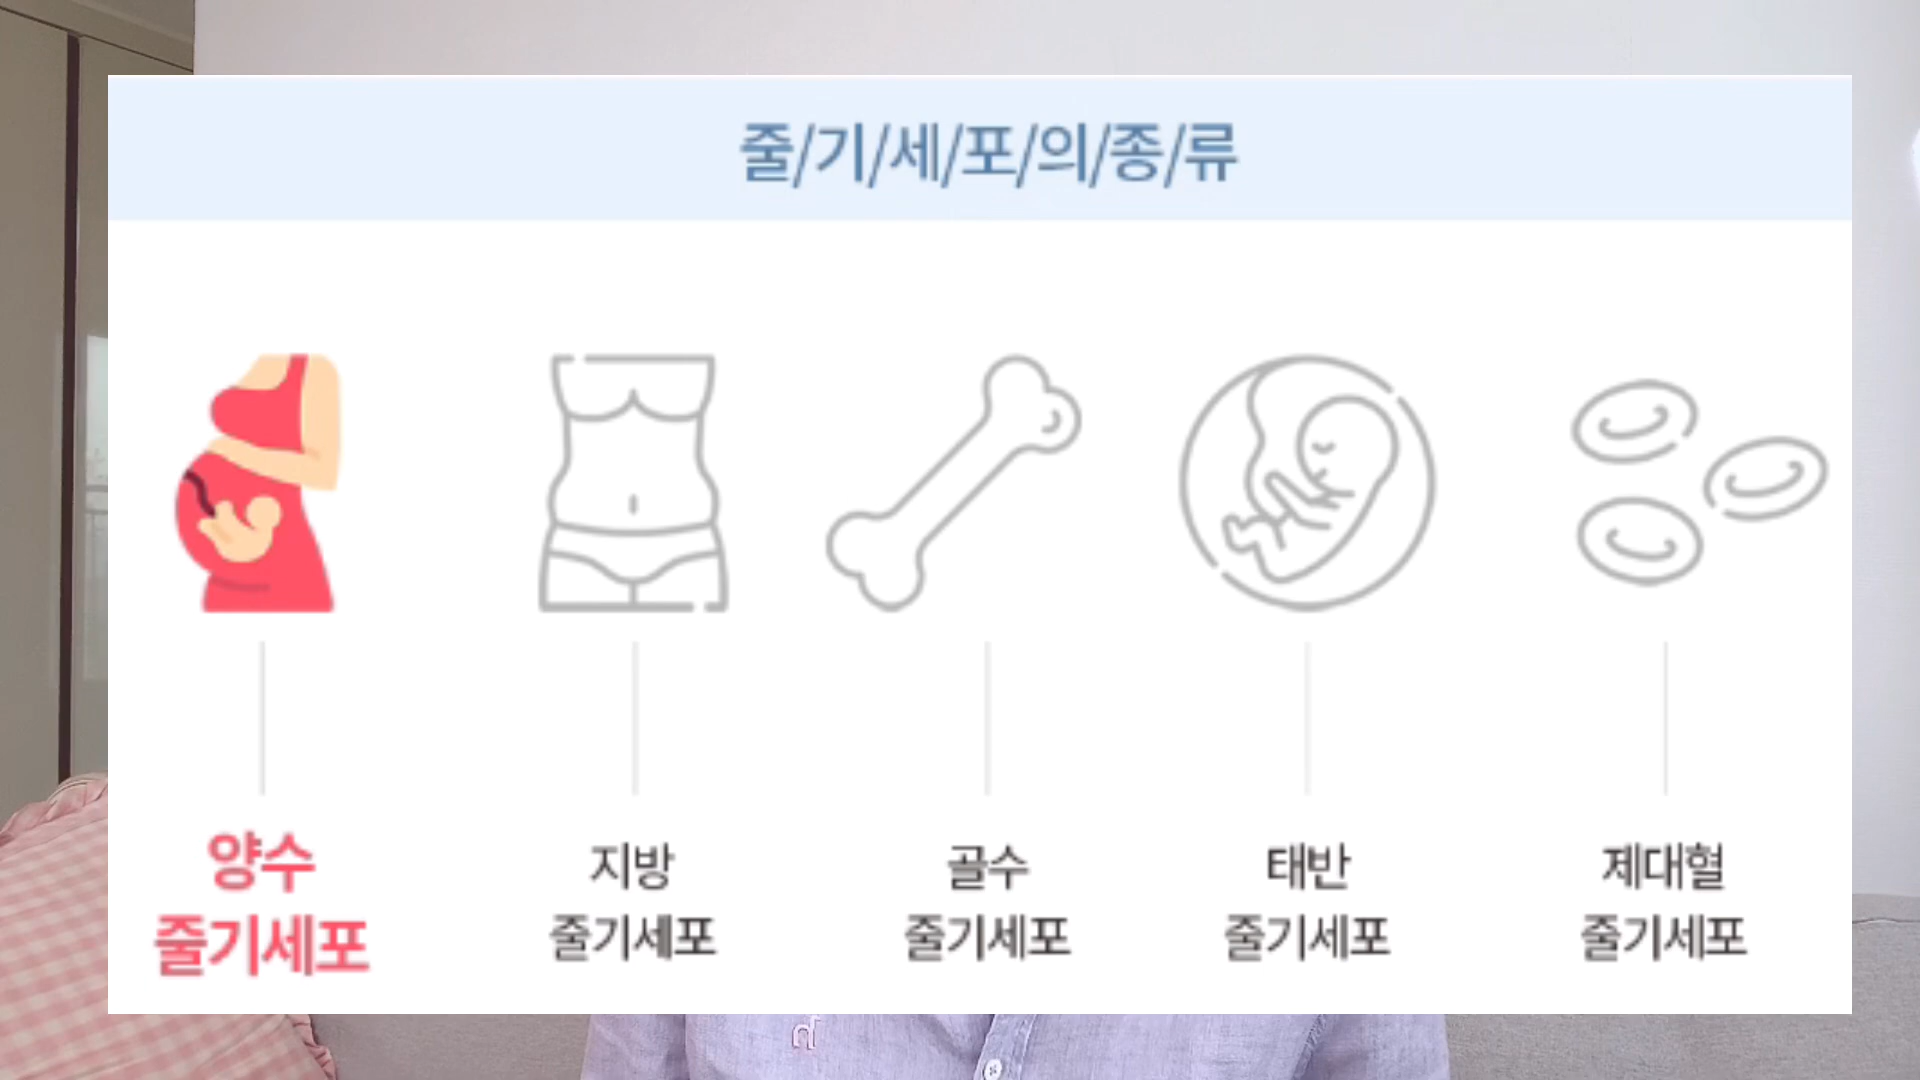 줄/기/세/포/의/종/류
양수
줄기세포
지방
줄기세포
골수
줄기세포
태반
줄기세포
제대혈
줄기세포